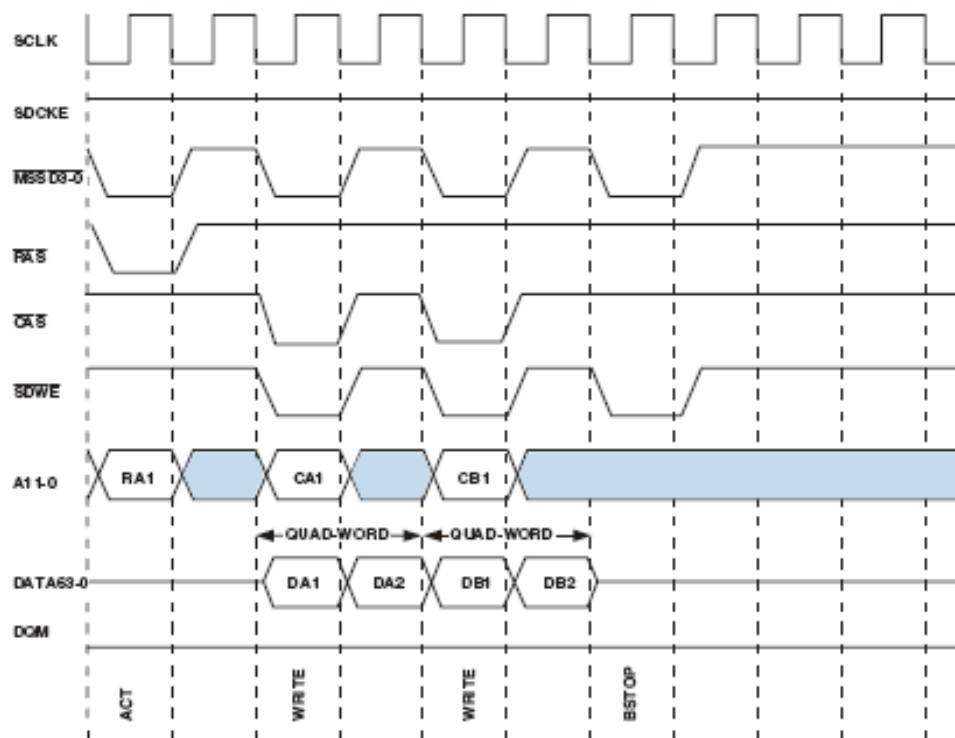 SCLK
SDCKE
MSSD3-0
RAS
CAS
SDWE
A11-0 RA1 CA1 CB1
QUAD-WORD QUAD-WORD
DATA63-0 DA1 DA2 DB1 DB2
DQM
ACT WRITE WRITE BSTOP